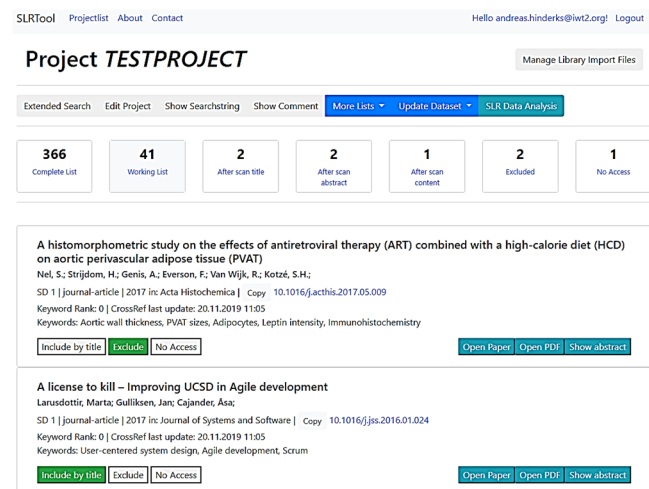 SLRTool Projectlist About Contact Hello andreas.hinderks@iwt2.org! Logout
Project TESTPROJECT
Manage Library Import Files
Extended Search Edit Project Show Searchstring Show Comment More Lists Update Dataset SLR Data Analysis
366 41 2 2 1 2 1
Complete List Working List After scan title After scan abstract After scan content Excluded No Access
A histomorphometric study on the effects of antiretroviral therapy (ART) combined with a high-calorie diet (HCD)
on aortic perivascular adipose tissue (PVAT)
Nel, S.; Strijdom, H.; Genis, A.; Everson, F.; Van Wijk, R.; Kotzé, S.H.;
SD 1 | journal-article | 2017 in: Acta Histochemica | Copy 10.1016/j.acthis.2017.05.009
Keyword Rank: 0 | CrossRef last update: 20.11.2019 11:05
Keywords: Aortic wall thickness, PVAT sizes, Adipocytes, Leptin intensity, Immunohistochemistry
Include by title Exclude No Access Open Paper Open PDF Show abstract
A license to kill – Improving UCSD in Agile development
Larusdottir, Marta; Gulliksen, Jan; Cajander, Åsa;
SD 1 | journal-article | 2017 in: Journal of Systems and Software | Copy 10.1016/j.jss.2016.01.024
Keyword Rank: 0 | CrossRef last update: 20.11.2019 11:05
Keywords: User-centered system design, Agile development, Scrum
Include by title Exclude No Access Open Paper Open PDF Show abstract